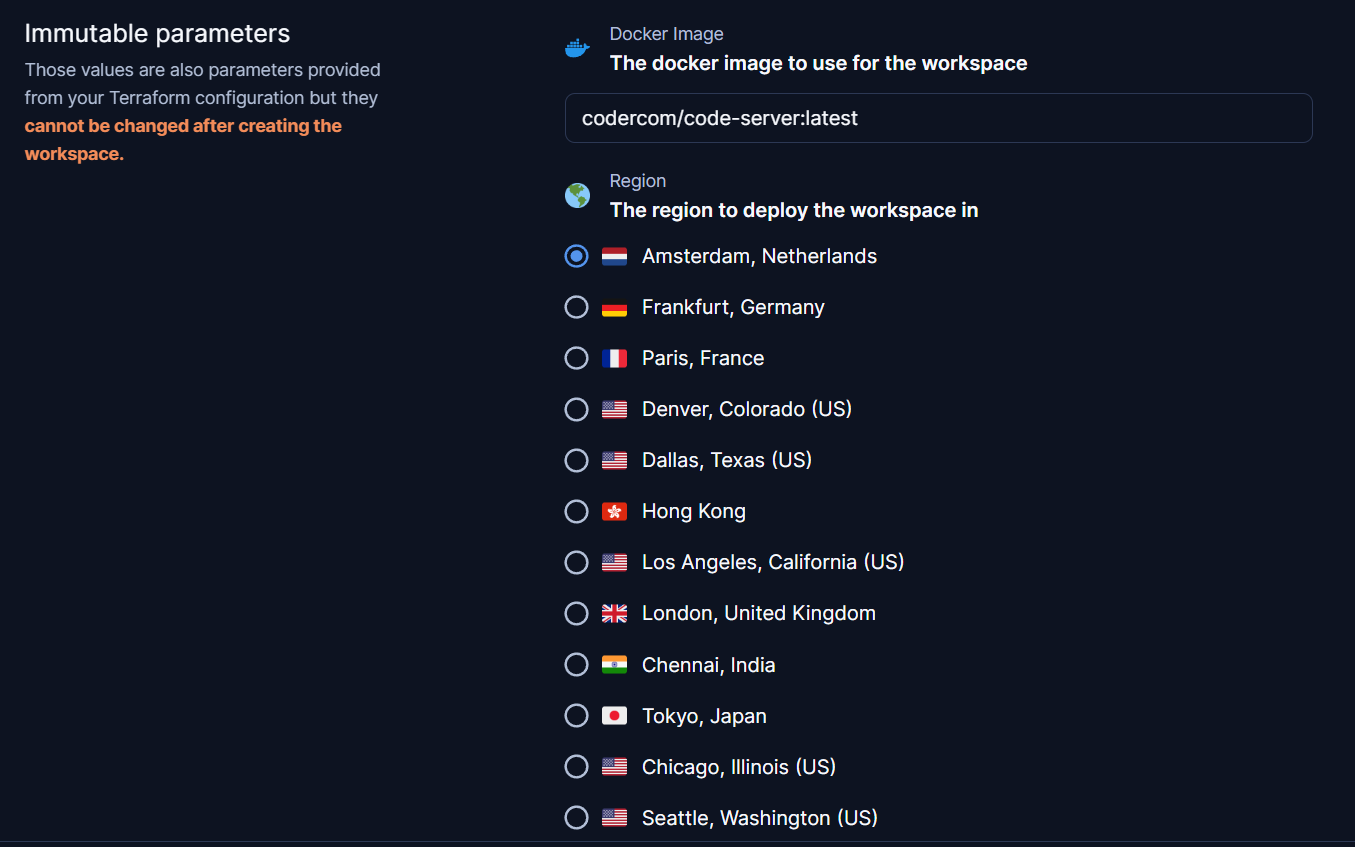 Immutable parameters
Those values are also parameters provided
from your Terraform configuration but they
cannot be changed after creating the
workspace.
Docker Image
The docker image to use for the workspace
codercom/code-server:latest
Region
The region to deploy the workspace in
Amsterdam, Netherlands
Frankfurt, Germany
Paris, France
Denver, Colorado (US)
Dallas, Texas (US)
Hong Kong
Los Angeles, California (US)
London, United Kingdom
Chennai, India
Tokyo, Japan
Chicago, Illinois (US)
Seattle, Washington (US)